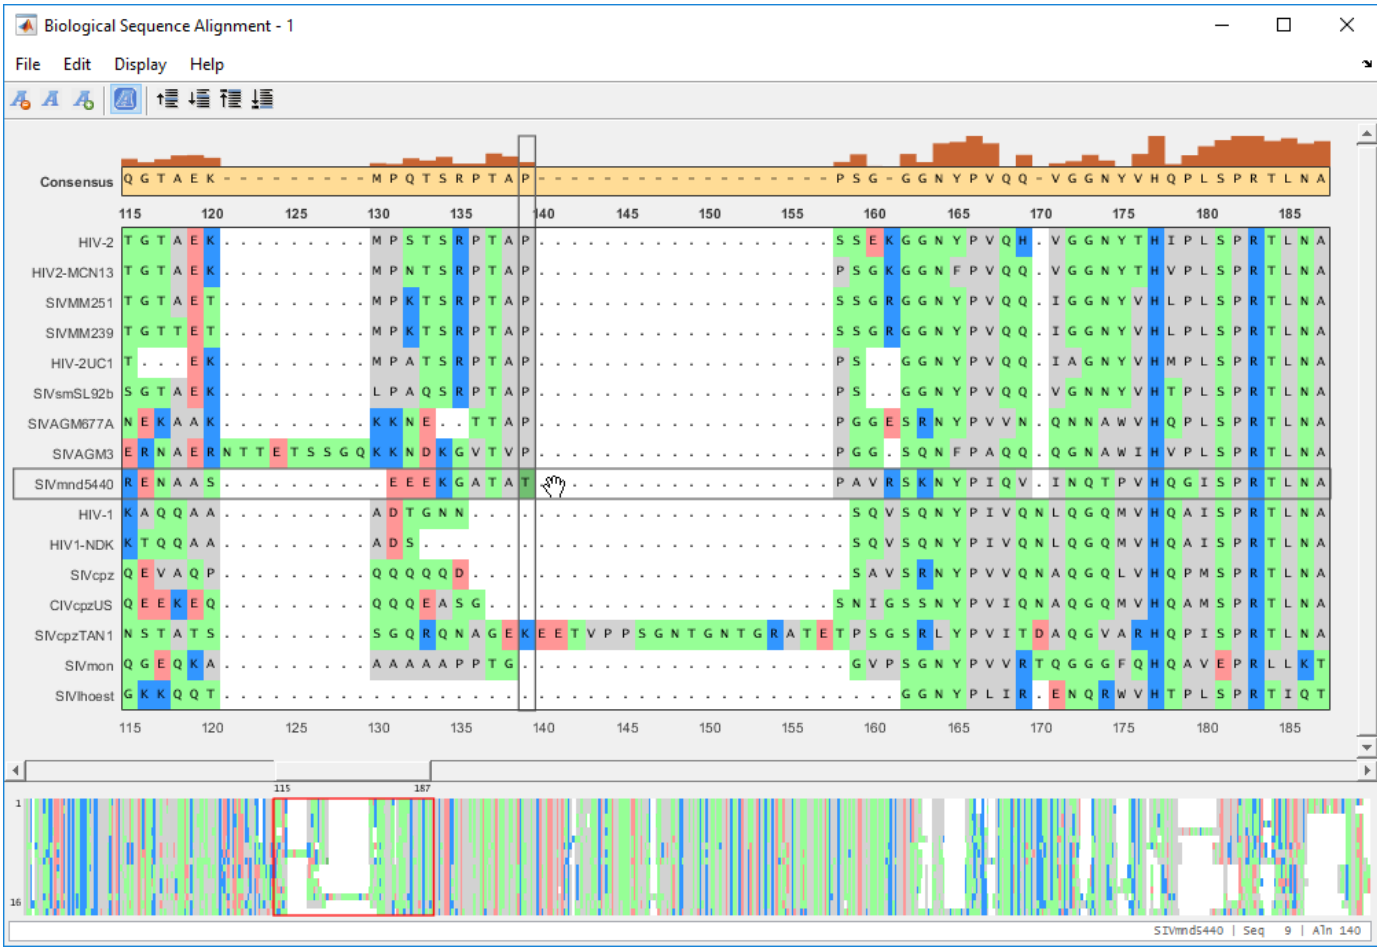 Biological Sequence Alignment - 1
File Edit Display Help
Consensus Q G T A E K - - - - - - - - - M P Q T S R P T A P - - - - - - - - - - - - - - - - - - P S G - G G N Y P V Q Q - V G G N Y V H Q P L S P R T L N A
115 120 125 130 135 140 145 150 155 160 165 170 175 180 185
HIV-2 T G T A E K . . . . . . . . . M P S T S R P T A P . . . . . . . . . . . . . . . . . . S S E K G G N Y P V Q H . V G G N Y T H I P L S P R T L N A
HIV2-MCN13 T G T A E K . . . . . . . . . M P N T S R P T A P . . . . . . . . . . . . . . . . . . P S G K G G N F P V Q Q . V G G N Y T H V P L S P R T L N A
SIVMM251 T G T A E T . . . . . . . . . M P K T S R P T A P . . . . . . . . . . . . . . . . . . S S G R G G N Y P V Q Q . I G G N Y V H L P L S P R T L N A
SIVMM239 T G T T E T . . . . . . . . . M P K T S R P T A P . . . . . . . . . . . . . . . . . . S S G R G G N Y P V Q Q . I G G N Y V H L P L S P R T L N A
HIV-2UC1 T . . . E K . . . . . . . . . M P A T S R P T A P . . . . . . . . . . . . . . . . . . P S . . G G N Y P V Q Q . I A G N Y V H M P L S P R T L N A
SIVsmSL92b S G T A E K . . . . . . . . . L P A Q S R P T A P . . . . . . . . . . . . . . . . . . P S . . G G N Y P V Q Q . V G N N Y V H T P L S P R T L N A
SIVAGM677A N E K A A K . . . . . . . . . K K N E . . T T A P . . . . . . . . . . . . . . . . . . P G G E S R N Y P V V N . Q N N A W V H Q P L S P R T L N A
SIVAGM3 E R N A E R N T T E T S S G Q K K N D K G V T V P . . . . . . . . . . . . . . . . . . P G G . S Q N F P A Q Q . Q G N A W I H V P L S P R T L N A
SIVmnd5440 R E N A A S . . . . . . . . . . E E E K G A T A T . . . . . . . . . . . . . . . . . . P A V R S K N Y P I Q V . I N Q T P V H Q G I S P R T L N A
HIV-1 K A Q Q A A . . . . . . . . . A D T G N N . . . . . . . . . . . . . . . . . . . . . . . S Q V S Q N Y P I V Q N L Q G Q M V H Q A I S P R T L N A
HIV1-NDK K T Q Q A A . . . . . . . . . A D S . . . . . . . . . . . . . . . . . . . . . . . . . . S Q V S Q N Y P I V Q N L Q G Q M V H Q A I S P R T L N A
SIVcpz Q E V A Q P . . . . . . . . . Q Q Q Q Q D . . . . . . . . . . . . . . . . . . . . . . . S A V S R N Y P V V Q N A Q G Q L V H Q P M S P R T L N A
CIVcpzUS Q E E K E Q . . . . . . . . . Q Q Q E A S G . . . . . . . . . . . . . . . . . . . . . S N I G S S N Y P V I Q N A Q G Q M V H Q A M S P R T L N A
SIVcpzTAN1 N S T A T S . . . . . . . . . S G Q R Q N A G E K E E T V P P S G N T G N T G R A T E T P S G S R L Y P V I T D A Q G V A R H Q P I S P R T L N A
SIVmon Q G E Q K A . . . . . . . . . A A A A A P P T G . . . . . . . . . . . . . . . . . . . . G V P S G N Y P V V R T Q G G G F Q H Q A V E P R L L K T
SIVlhoest G K K Q Q T . . . . . . . . . . . . . . . . . . . . . . . . . . . . . . . . . . . . . . . . . G G N Y P L I R . E N Q R W V H T P L S P R T I Q T
115 120 125 130 135 140 145 150 155 160 165 170 175 180 185
115 187
1
16
SIVmnd5440 | Seq 9 | Aln 140